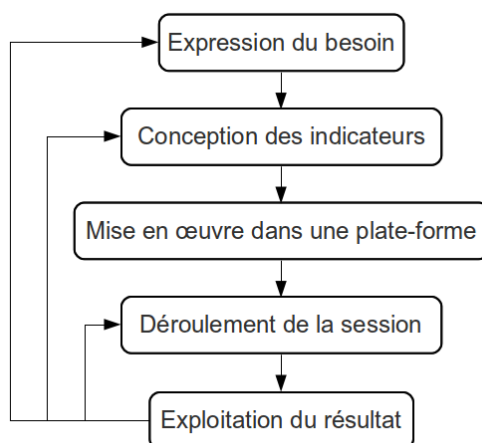 Expression du besoin
Conception des indicateurs
Mise en œuvre dans une plate-forme
Déroulement de la session
Exploitation du résultat